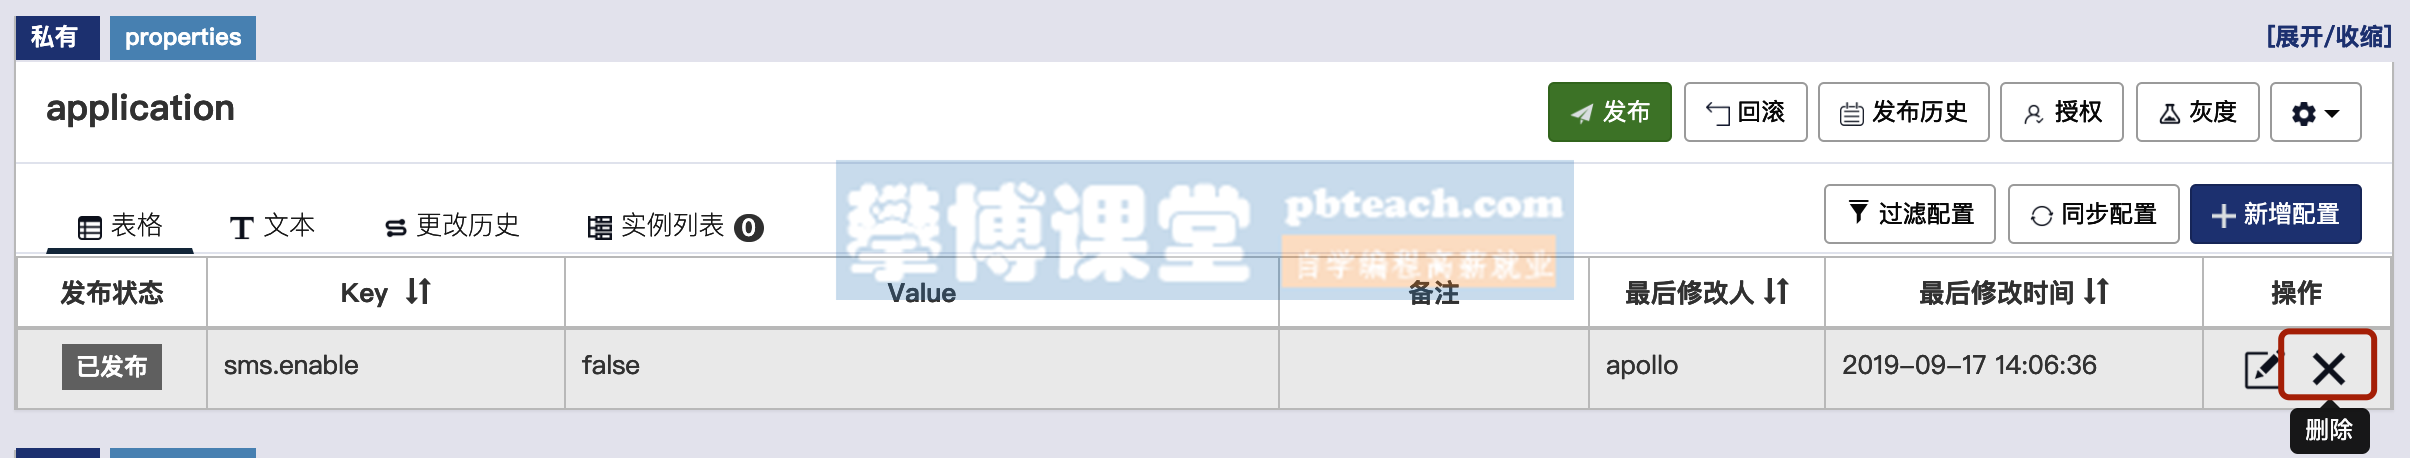 私有 properties [展开/收缩]
application 发布 回滚 发布历史 授权 灰度
表格 文本 更改历史 实例列表 0 过滤配置 同步配置 新增配置
攀博课堂 pbteach.com
自学编程高薪就业
发布状态 Key Value 备注 最后修改人 最后修改时间 操作
已发布 sms.enable false apollo 2019-09-17 14:06:36
删除